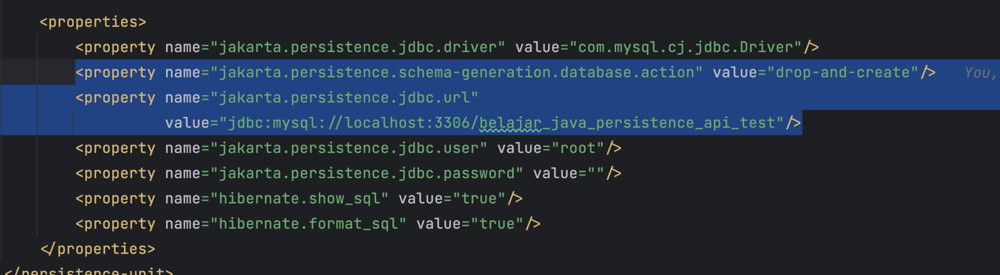 <properties>
<property name="jakarta.persistence.jdbc.driver" value="com.mysql.cj.jdbc.Driver"/>
<property name="jakarta.persistence.schema-generation.database.action" value="drop-and-create"/> You,
<property name="jakarta.persistence.jdbc.url"
value="jdbc:mysql://localhost:3306/belajar_java_persistence_api_test"/>
<property name="jakarta.persistence.jdbc.user" value="root"/>
<property name="jakarta.persistence.jdbc.password" value=""/>
<property name="hibernate.show_sql" value="true"/>
<property name="hibernate.format_sql" value="true"/>
</properties>
</persistence-unit>